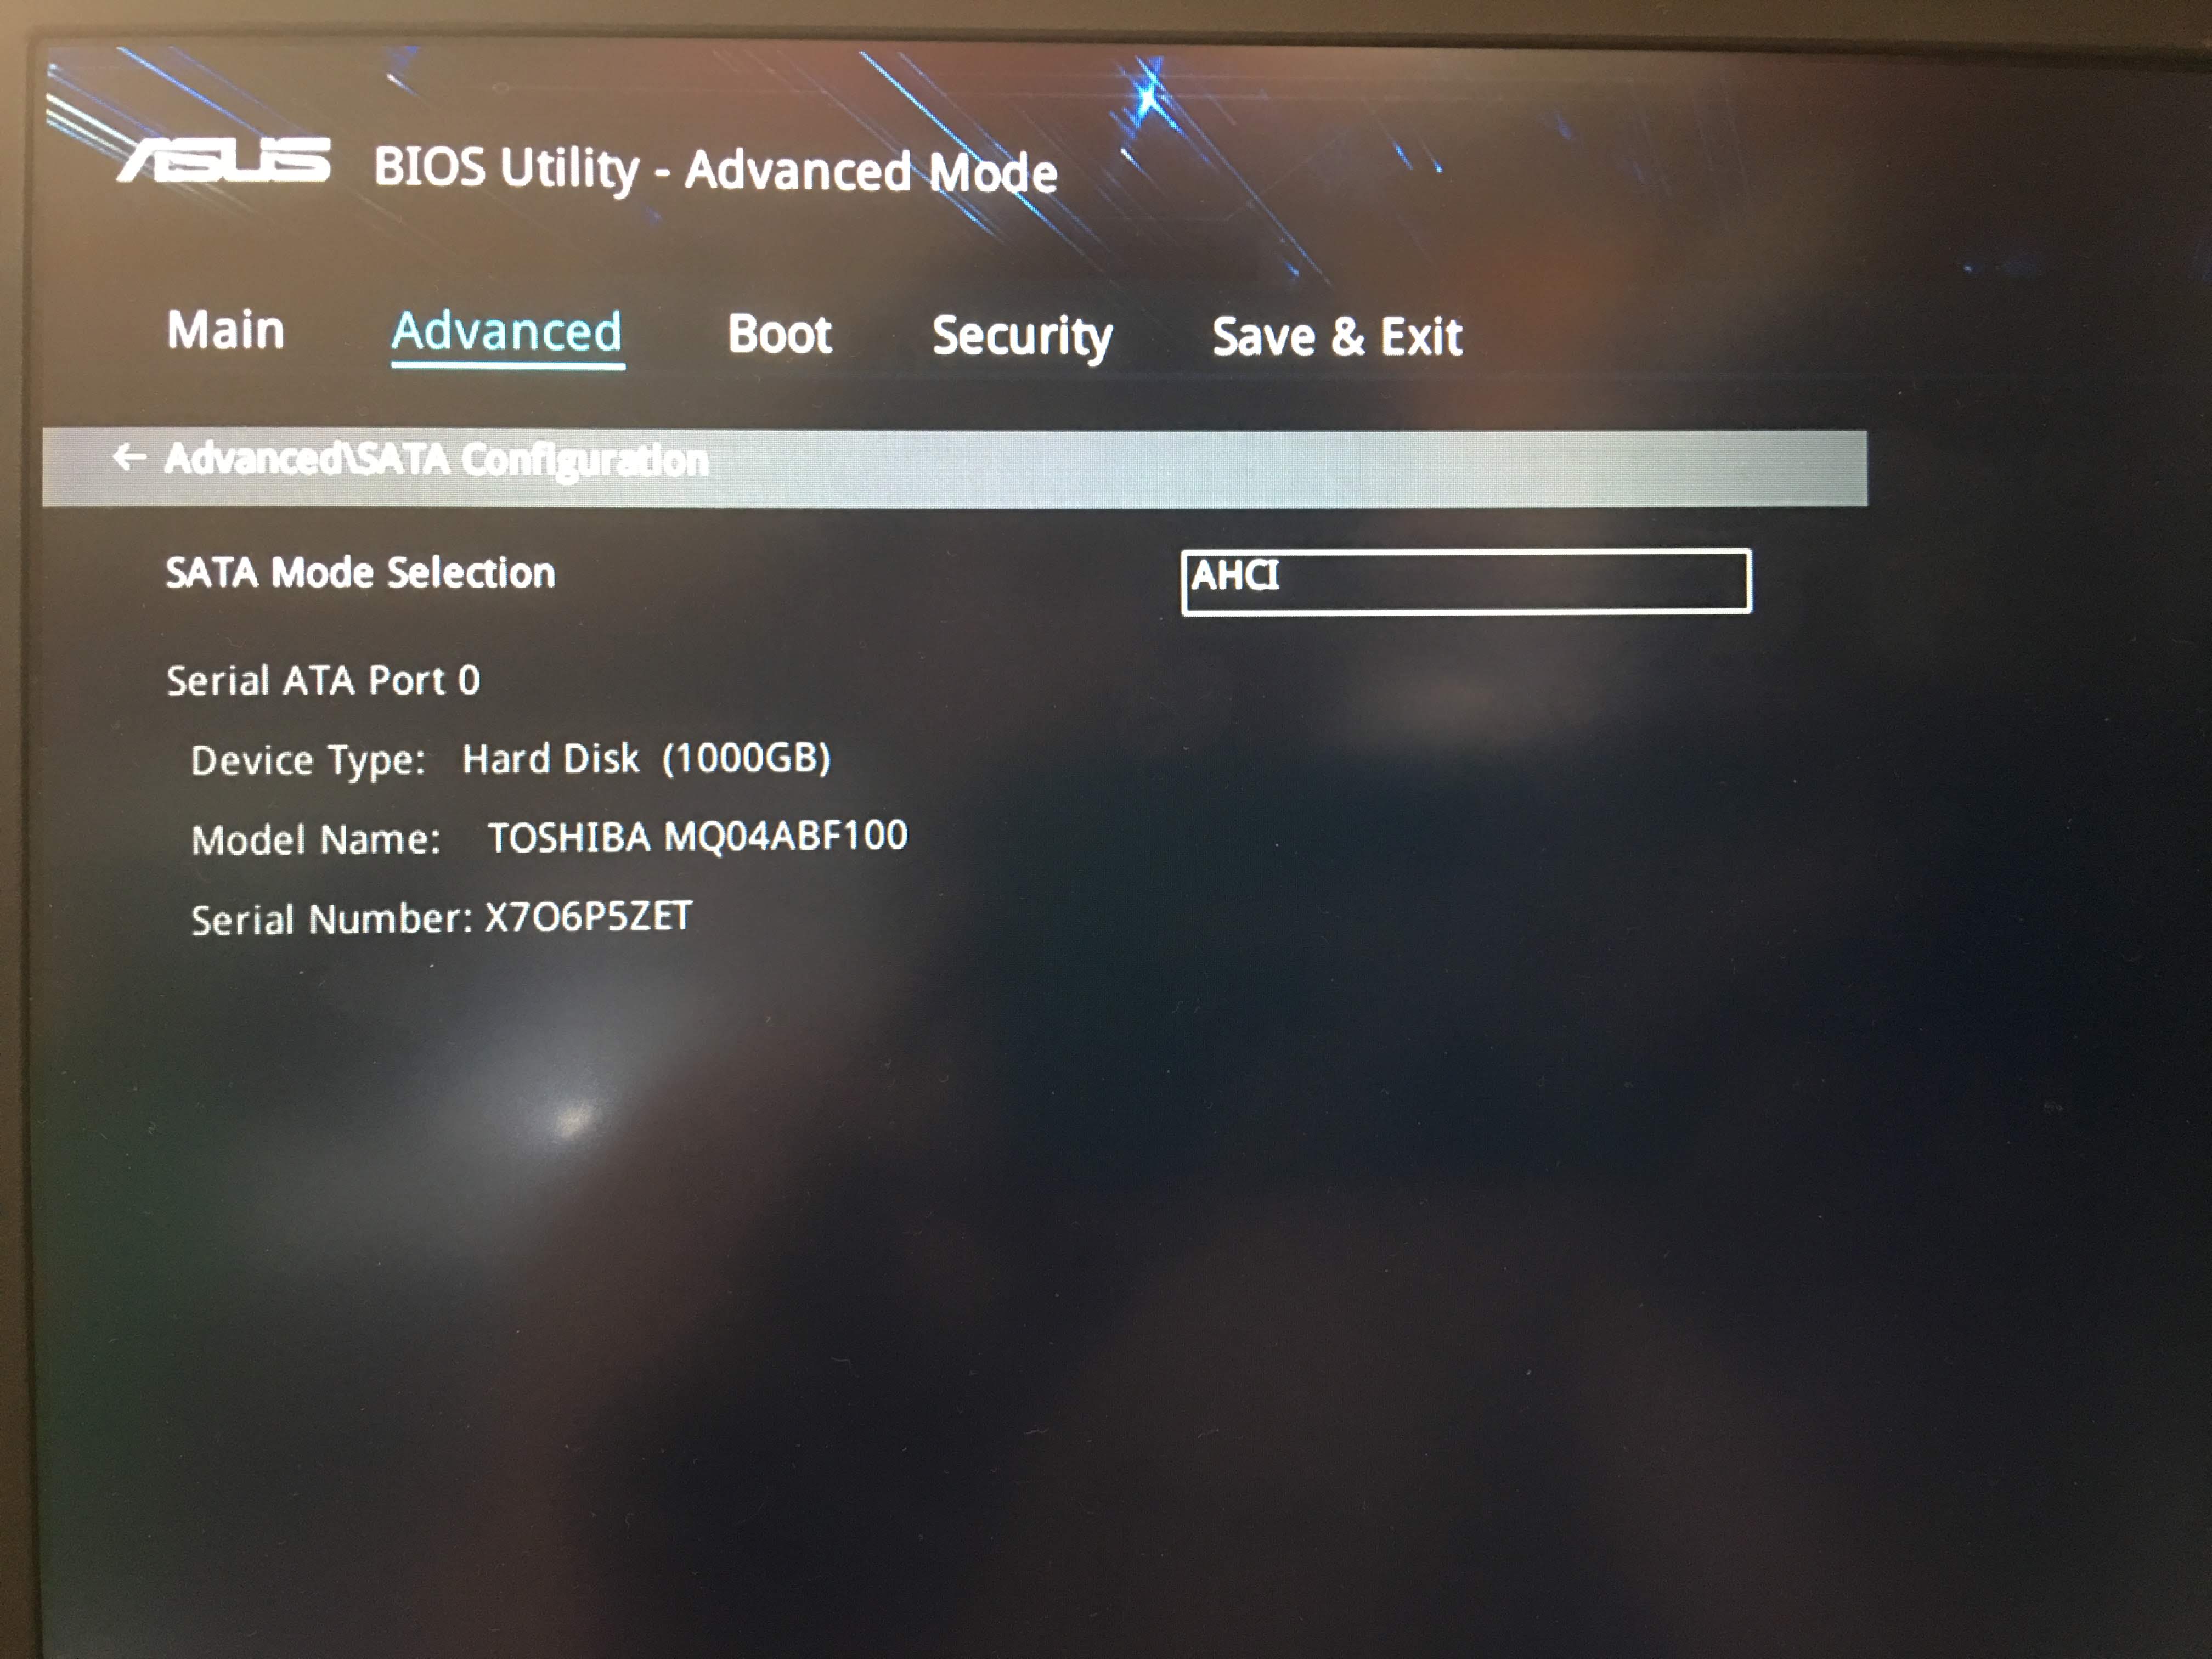 ASUS BIOS Utility - Advanced Mode
Main Advanced Boot Security Save & Exit
← Advanced\SATA Configuration
SATA Mode Selection AHCI
Serial ATA Port 0
Device Type: Hard Disk (1000GB)
Model Name: TOSHIBA MQ04ABF100
Serial Number: X7O6P5ZET